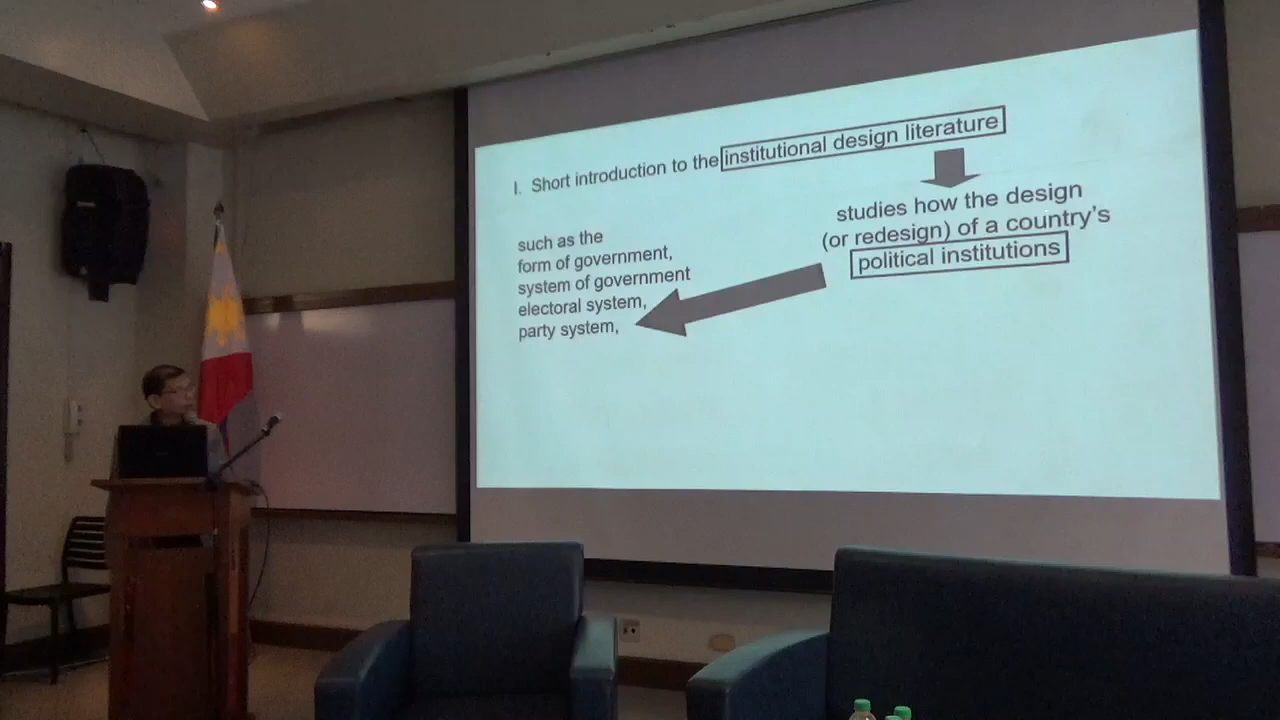 I. Short introduction to the institutional design literature
studies how the design
(or redesign) of a country's
political institutions
such as the
form of government,
system of government
electoral system,
party system,